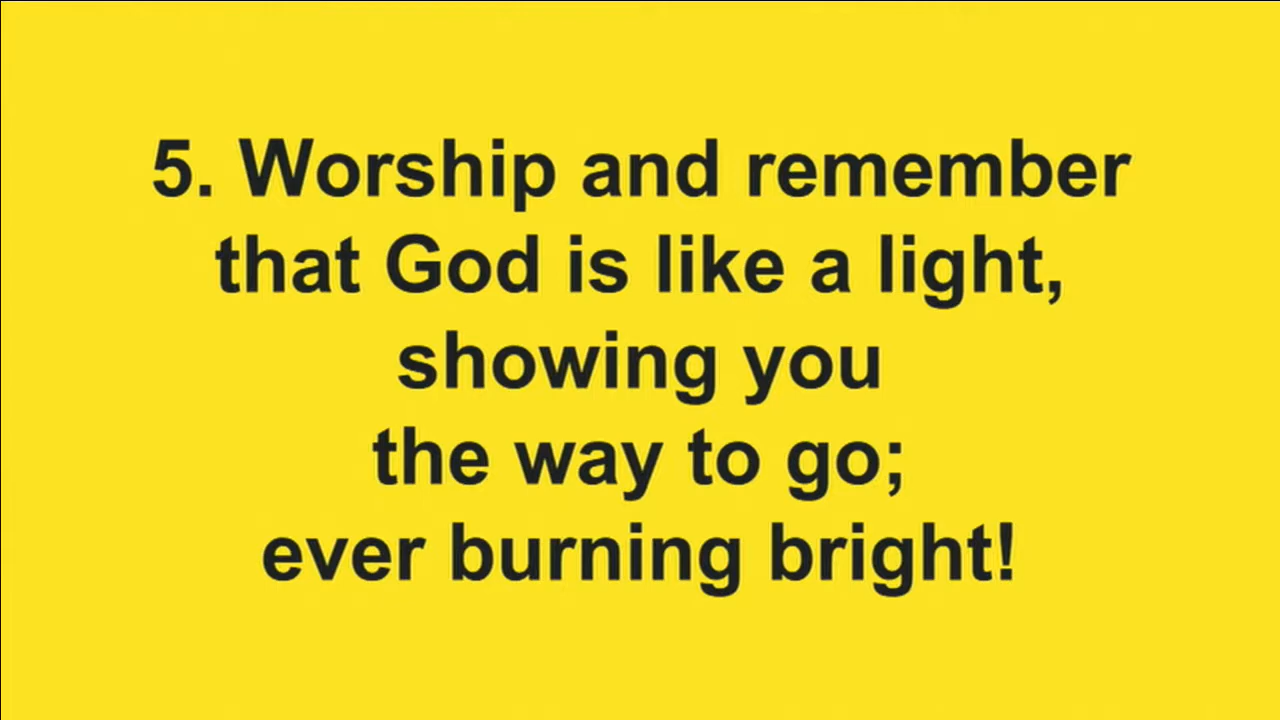 5. Worship and remember
that God is like a light,
showing you
the way to go;
ever burning bright!